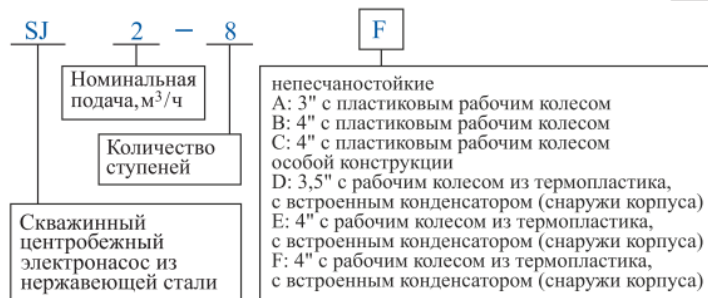 SJ 2 – 8 F
Номинальная
подача, м³/ч
Количество
ступеней
Скважинный
центробежный
электронасос из
нержавеющей стали
непесчаностойкие
A: 3" с пластиковым рабочим колесом
B: 4" с пластиковым рабочим колесом
C: 4" с пластиковым рабочим колесом
особой конструкции
D: 3,5" с рабочим колесом из термопластика,
с встроенным конденсатором (снаружи корпуса)
E: 4" с рабочим колесом из термопластика,
с встроенным конденсатором (снаружи корпуса)
F: 4" с рабочим колесом из термопластика,
с встроенным конденсатором (снаружи корпуса)